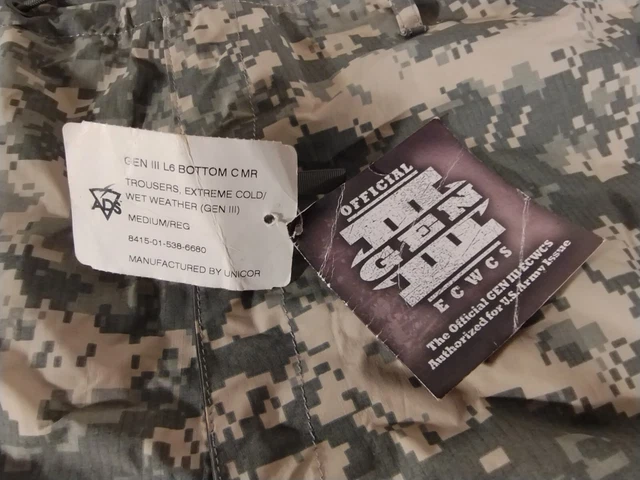 GEN III L6 BOTTOM C MR
TROUSERS, EXTREME COLD/
WET WEATHER (GEN III)
ADS
MEDIUM/REG
8415-01-538-6680
MANUFACTURED BY UNICOR
OFFICIAL
III
GEN
III
ECWCS
The Official GEN III ECWCS
Authorized for U.S. Army Issue